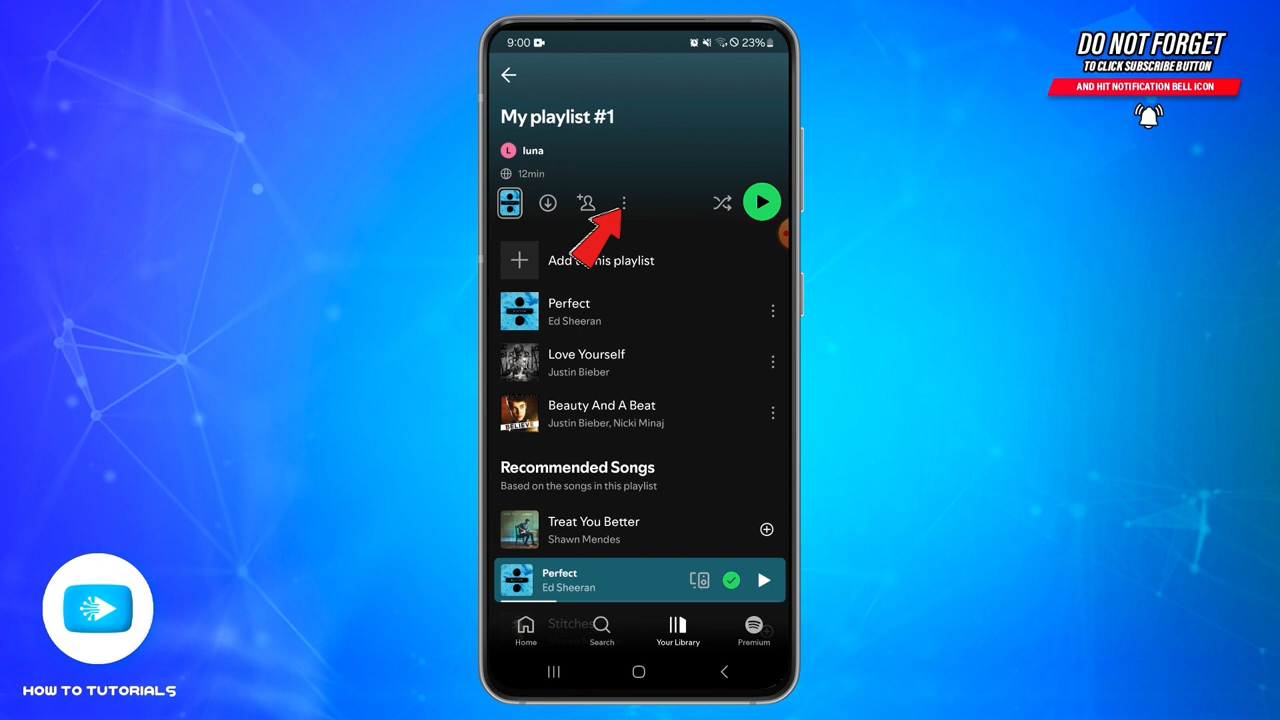 DO NOT FORGET
TO CLICK SUBSCRIBE BUTTON
AND HIT NOTIFICATION BELL ICON
9:00
23%
My playlist #1
L luna
12min
Add to this playlist
Perfect
Ed Sheeran
Love Yourself
Justin Bieber
BELIEVE
Beauty And A Beat
Justin Bieber, Nicki Minaj
Recommended Songs
Based on the songs in this playlist
Treat You Better
Shawn Mendes
Perfect
Ed Sheeran
Stitches
Home
Search
Your Library
Premium
HOW TO TUTORIALS